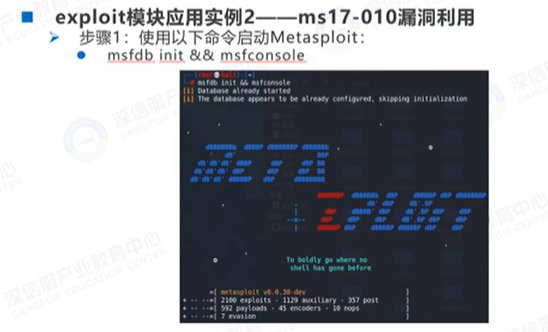 exploit模块应用实例2——ms17-010漏洞利用
步骤1：使用以下命令启动Metasploit：
msfdb init && msfconsole
(root kali)-[~]
# msfdb init && msfconsole
[i] Database already started
[i] The database appears to be already configured, skipping initialization
METASPLOIT
To boldly go where no
shell has gone before
=[ metasploit v6.0.30-dev ]
+ -- --=[ 2100 exploits - 1129 auxiliary - 357 post ]
+ -- --=[ 592 payloads - 45 encoders - 10 nops ]
+ -- --=[ 7 evasion ]
深信服产业教育中心
SANGFOR EDUCATION CENTER